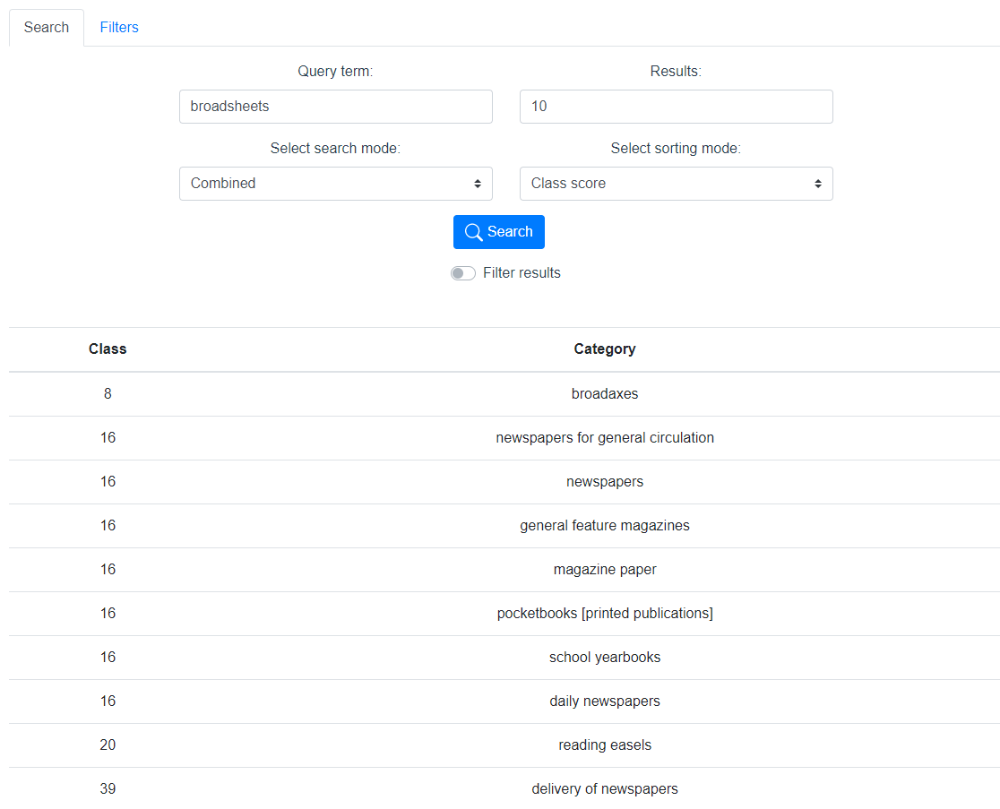 Search Filters
Query term: Results:
broadsheets 10
Select search mode: Select sorting mode:
Combined Class score
Search
Filter results
Class Category
8 broadaxes
16 newspapers for general circulation
16 newspapers
16 general feature magazines
16 magazine paper
16 pocketbooks [printed publications]
16 school yearbooks
16 daily newspapers
20 reading easels
39 delivery of newspapers